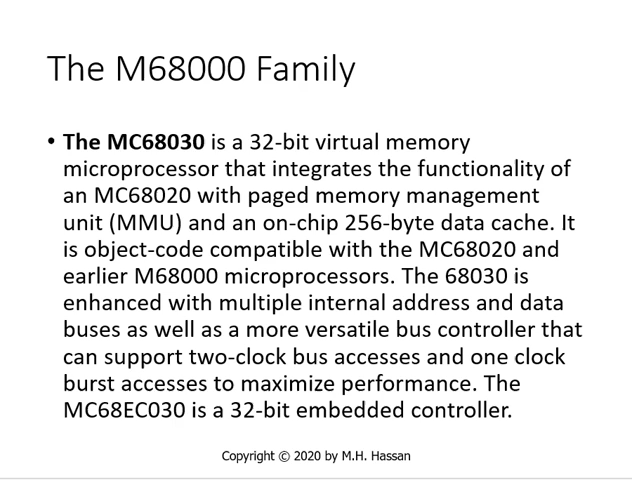 The M68000 Family
• The MC68030 is a 32-bit virtual memory
microprocessor that integrates the functionality of
an MC68020 with paged memory management
unit (MMU) and an on-chip 256-byte data cache. It
is object-code compatible with the MC68020 and
earlier M68000 microprocessors. The 68030 is
enhanced with multiple internal address and data
buses as well as a more versatile bus controller that
can support two-clock bus accesses and one clock
burst accesses to maximize performance. The
MC68EC030 is a 32-bit embedded controller.
Copyright © 2020 by M.H. Hassan